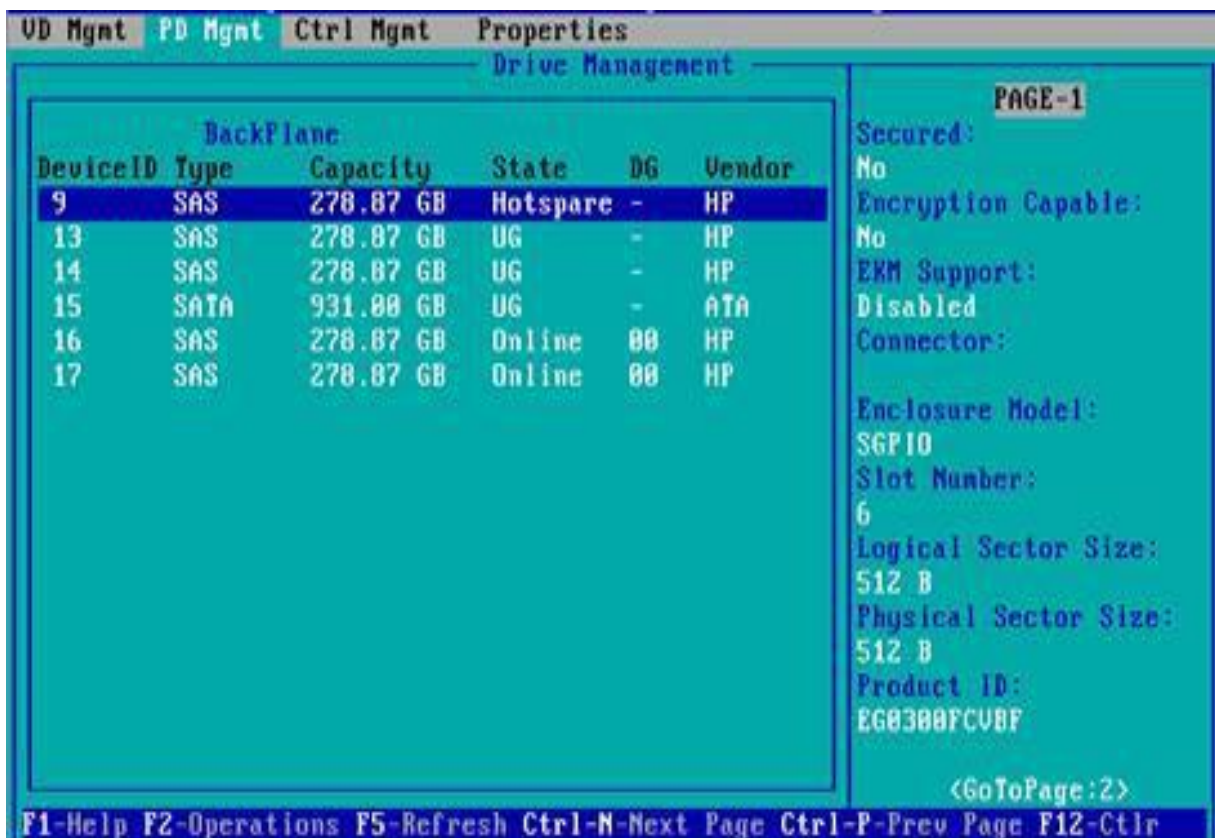 VD Mgmt PD Mgmt Ctrl Mgmt Properties
Drive Management
BackPlane
DeviceID Type Capacity State DG Vendor
9 SAS 278.87 GB Hotspare - HP
13 SAS 278.87 GB UG - HP
14 SAS 278.87 GB UG - HP
15 SATA 931.00 GB UG - ATA
16 SAS 278.87 GB Online 00 HP
17 SAS 278.87 GB Online 00 HP
PAGE-1
Secured:
No
Encryption Capable:
No
EKM Support:
Disabled
Connector:
Enclosure Model:
SGPIO
Slot Number:
6
Logical Sector Size:
512 B
Physical Sector Size:
512 B
Product ID:
EG0300FCVBF
<GoToPage:2>
F1-Help F2-Operations F5-Refresh Ctrl-N-Next Page Ctrl-P-Prev Page F12-Ctlr